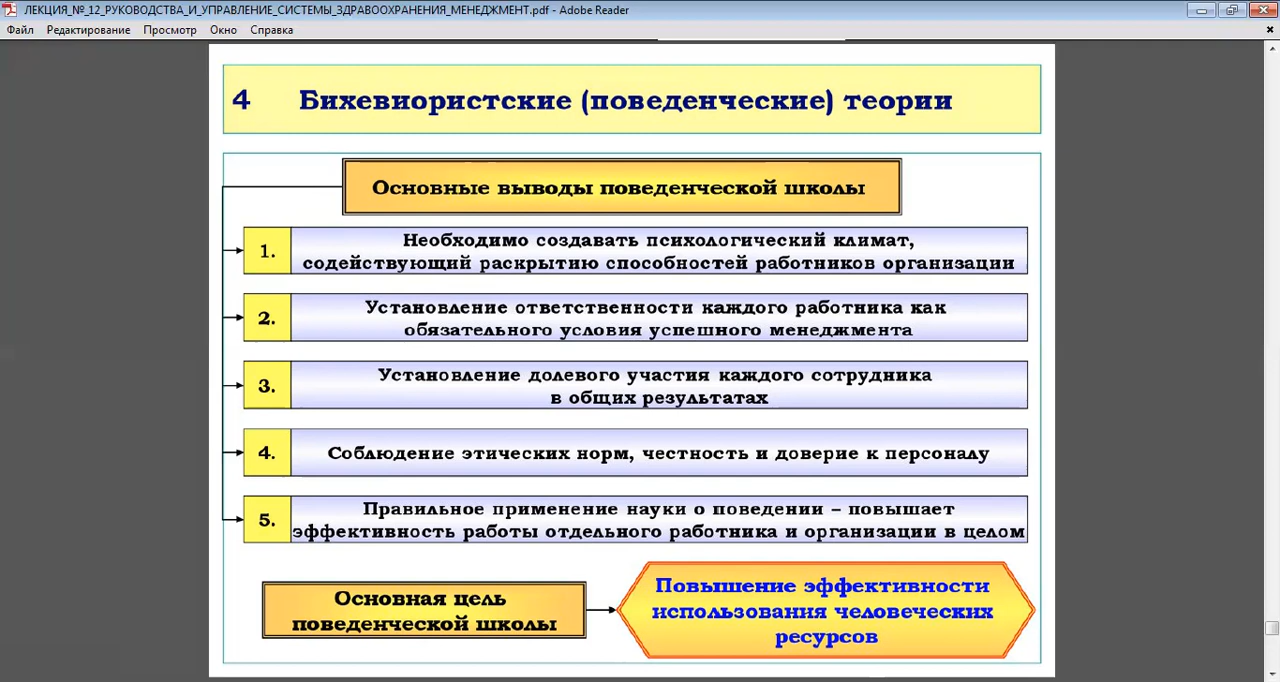 ЛЕКЦИЯ_№_12_РУКОВОДСТВА_И_УПРАВЛЕНИЕ_СИСТЕМЫ_ЗДРАВООХРАНЕНИЯ_МЕНЕДЖМЕНТ.pdf - Adobe Reader
Файл Редактирование Просмотр Окно Справка
4 Бихевиористские (поведенческие) теории
Основные выводы поведенческой школы
1.
Необходимо создавать психологический климат,
содействующий раскрытию способностей работников организации
2.
Установление ответственности каждого работника как
обязательного условия успешного менеджмента
3.
Установление долевого участия каждого сотрудника
в общих результатах
4.
Соблюдение этических норм, честность и доверие к персоналу
5.
Правильное применение науки о поведении – повышает
эффективность работы отдельного работника и организации в целом
Основная цель
поведенческой школы
Повышение эффективности
использования человеческих
ресурсов